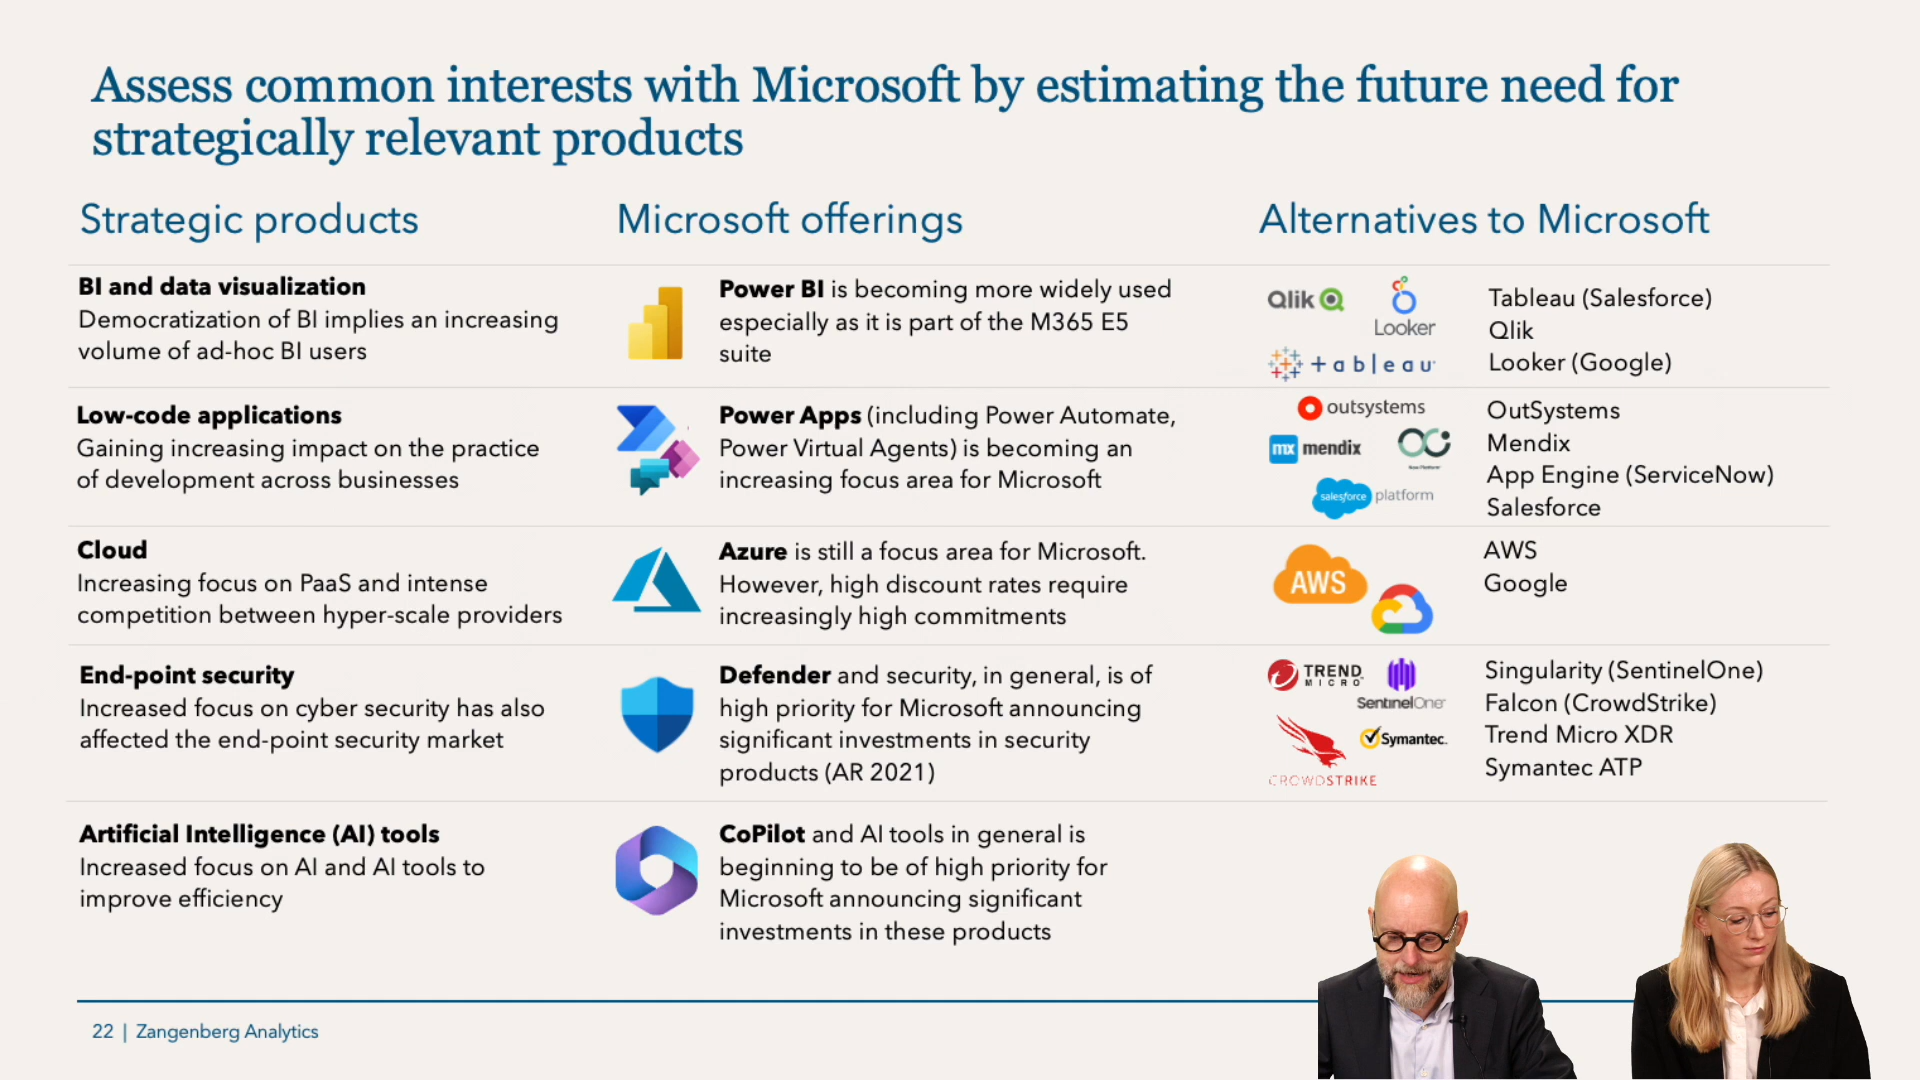 Assess common interests with Microsoft by estimating the future need for
strategically relevant products
Strategic products
Microsoft offerings
Alternatives to Microsoft
BI and data visualization
Democratization of BI implies an increasing
volume of ad-hoc BI users
Power BI is becoming more widely used
especially as it is part of the M365 E5
suite
Qlik
Looker
+ a b | e a u
Tableau (Salesforce)
Qlik
Looker (Google)
Low-code applications
Gaining increasing impact on the practice
of development across businesses
Power Apps (including Power Automate,
Power Virtual Agents) is becoming an
increasing focus area for Microsoft
outsystems
mx mendix
salesforce platform
OutSystems
Mendix
App Engine (ServiceNow)
Salesforce
Cloud
Increasing focus on PaaS and intense
competition between hyper-scale providers
Azure is still a focus area for Microsoft.
However, high discount rates require
increasingly high commitments
AWS
AWS
Google
End-point security
Increased focus on cyber security has also
affected the end-point security market
Defender and security, in general, is of
high priority for Microsoft announcing
significant investments in security
products (AR 2021)
TREND
MICRO
SentinelOne
Symantec.
CROWDSTRIKE
Singularity (SentinelOne)
Falcon (CrowdStrike)
Trend Micro XDR
Symantec ATP
Artificial Intelligence (AI) tools
Increased focus on AI and AI tools to
improve efficiency
CoPilot and AI tools in general is
beginning to be of high priority for
Microsoft announcing significant
investments in these products
22 | Zangenberg Analytics